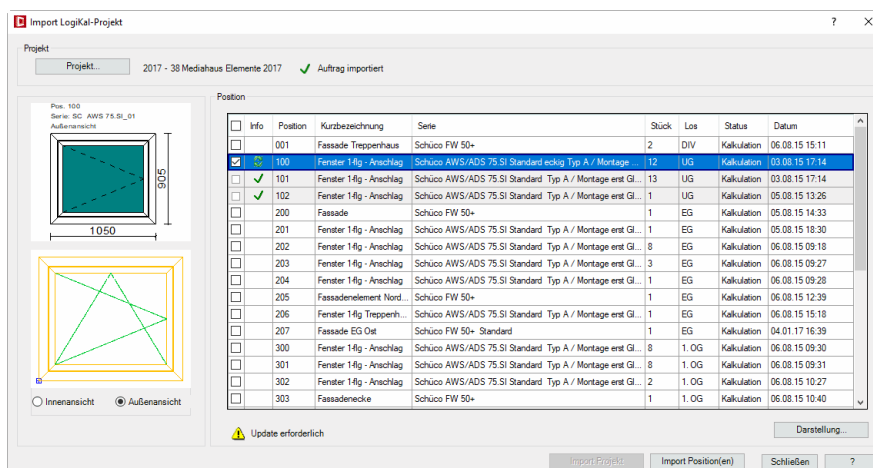 Import LogiKal-Projekt ? ×
Projekt
Projekt... 2017 - 38 Mediahaus Elemente 2017 Auftrag importiert
Pos. 100
Serie: SC AWS 75.SI_01
Außenansicht
905
1050
Innenansicht Außenansicht
Position
Info Position Kurzbezeichnung Serie Stück Los Status Datum
001 Fassade Treppenhaus Schüco FW 50+ 2 DIV Kalkulation 06.08.15 15:11
100 Fenster 1-flg - Anschlag Schüco AWS/ADS 75.SI Standard eckig Typ A / Montage ... 12 UG Kalkulation 03.08.15 17:14
101 Fenster 1-flg - Anschlag Schüco AWS/ADS 75.SI Standard Typ A / Montage erst Gl... 13 UG Kalkulation 03.08.15 17:14
102 Fenster 1-flg - Anschlag Schüco AWS/ADS 75.SI Standard Typ A / Montage erst Gl... 1 UG Kalkulation 05.08.15 13:26
200 Fassade Schüco FW 50+ 1 EG Kalkulation 05.08.15 14:33
201 Fenster 1-flg - Anschlag Schüco AWS/ADS 75.SI Standard Typ A / Montage erst Gl... 1 EG Kalkulation 05.08.15 18:30
202 Fenster 1-flg - Anschlag Schüco AWS/ADS 75.SI Standard Typ A / Montage erst Gl... 8 EG Kalkulation 06.08.15 09:18
203 Fenster 1-flg - Anschlag Schüco AWS/ADS 75.SI Standard Typ A / Montage erst Gl... 3 EG Kalkulation 06.08.15 09:27
204 Fenster 1-flg - Anschlag Schüco AWS/ADS 75.SI Standard Typ A / Montage erst Gl... 1 EG Kalkulation 06.08.15 09:28
205 Fassadenelement Nord... Schüco FW 50+ 1 EG Kalkulation 06.08.15 12:39
206 Fenster 1-flg Treppenh... Schüco AWS/ADS 75.SI Standard Typ A / Montage erst Gl... 1 EG Kalkulation 06.08.15 15:18
207 Fassade EG Ost Schüco FW 50+ Standard 1 EG Kalkulation 04.01.17 16:39
300 Fenster 1-flg - Anschlag Schüco AWS/ADS 75.SI Standard Typ A / Montage erst Gl... 8 1. OG Kalkulation 06.08.15 09:30
301 Fenster 1-flg - Anschlag Schüco AWS/ADS 75.SI Standard Typ A / Montage erst Gl... 8 1. OG Kalkulation 06.08.15 09:31
302 Fenster 1-flg - Anschlag Schüco AWS/ADS 75.SI Standard Typ A / Montage erst Gl... 2 1. OG Kalkulation 06.08.15 10:27
303 Fassadenecke Schüco FW 50+ 1 1. OG Kalkulation 06.08.15 10:40
Update erforderlich Darstellung...
Import Projekt Import Position(en) Schließen ?